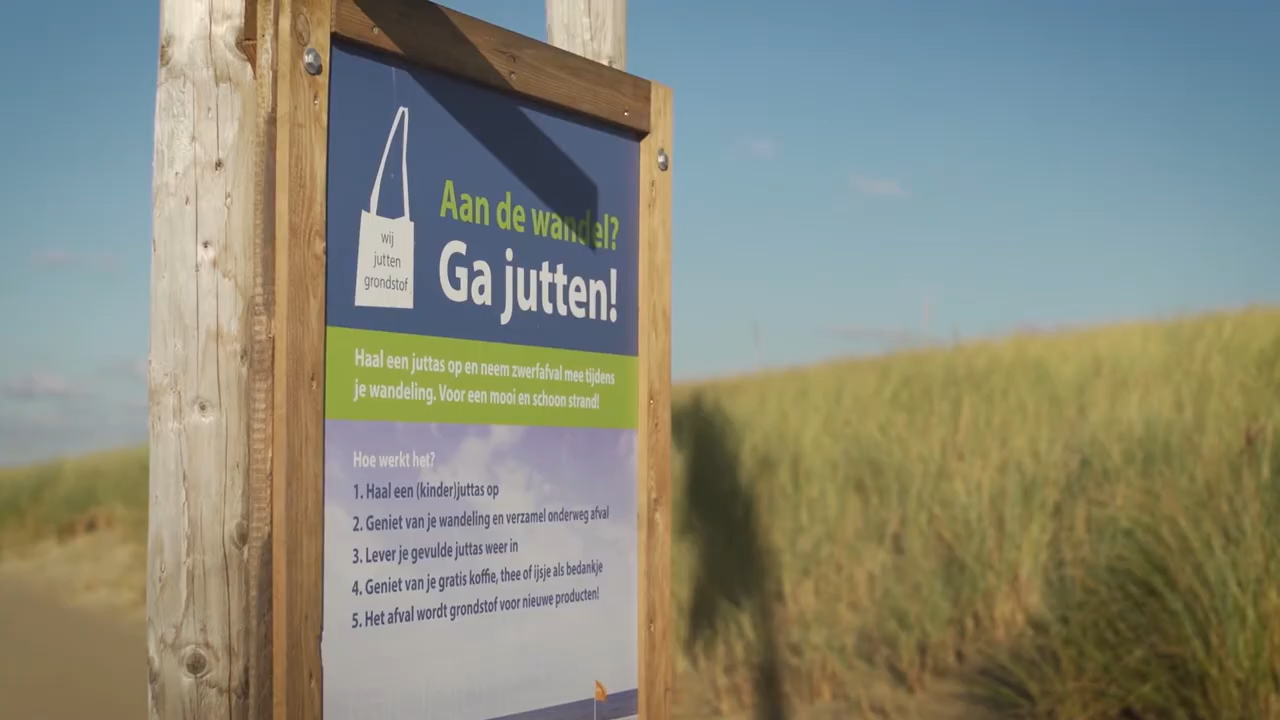 wij
jutten
grondstof
Aan de wandel?
Ga jutten!
Haal een juttas op en neem zwerfafval mee tijdens
je wandeling. Voor een mooi en schoon strand!
Hoe werkt het?
1. Haal een (kinder)juttas op
2. Geniet van je wandeling en verzamel onderweg afval
3. Lever je gevulde juttas weer in
4. Geniet van je gratis koffie, thee of ijsje als bedankje
5. Het afval wordt grondstof voor nieuwe producten!